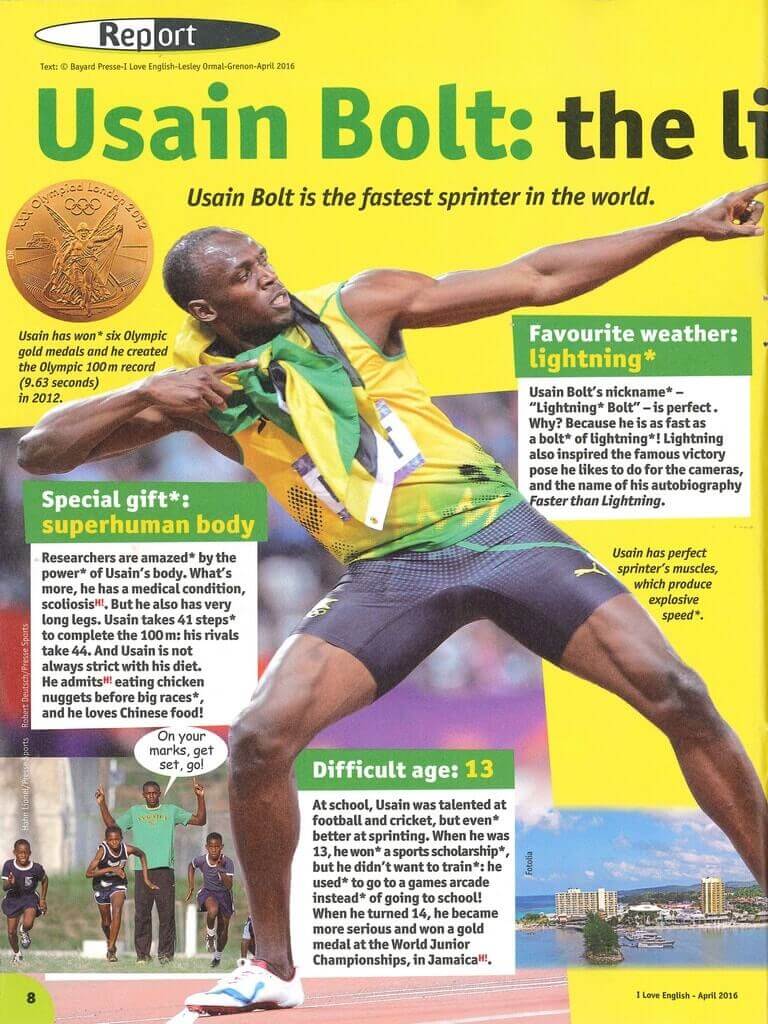 Report
Text: © Bayard Presse-I Love English-Lesley Ormal-Grenon-April 2016
Usain Bolt: the li
Usain Bolt is the fastest sprinter in the world.
XXX Olympiad London 2012
DR
Usain has won* six Olympic
gold medals and he created
the Olympic 100 m record
(9.63 seconds)
in 2012.
Favourite weather:
lightning*
Usain Bolt's nickname* –
“Lightning* Bolt” – is perfect.
Why? Because he is as fast as
a bolt* of lightning*! Lightning
also inspired the famous victory
pose he likes to do for the cameras,
and the name of his autobiography
Faster than Lightning.
Special gift*:
superhuman body
Researchers are amazed* by the
power* of Usain's body. What's
more, he has a medical condition,
scoliosisH!. But he also has very
long legs. Usain takes 41 steps*
to complete the 100 m: his rivals
take 44. And Usain is not
always strict with his diet.
He admitsH! eating chicken
nuggets before big races*,
and he loves Chinese food!
Usain has perfect
sprinter's muscles,
which produce
explosive
speed*.
Hahn Lionel/Presse Sports Robert Deutsch/Presse Sports
On your
marks, get
set, go!
Difficult age: 13
At school, Usain was talented at
football and cricket, but even*
better at sprinting. When he was
13, he won* a sports scholarship*,
but he didn't want to train*: he
used* to go to a games arcade
instead* of going to school!
When he turned 14, he became
more serious and won a gold
medal at the World Junior
Championships, in JamaicaH!.
Fotolia
8
I Love English - April 2016